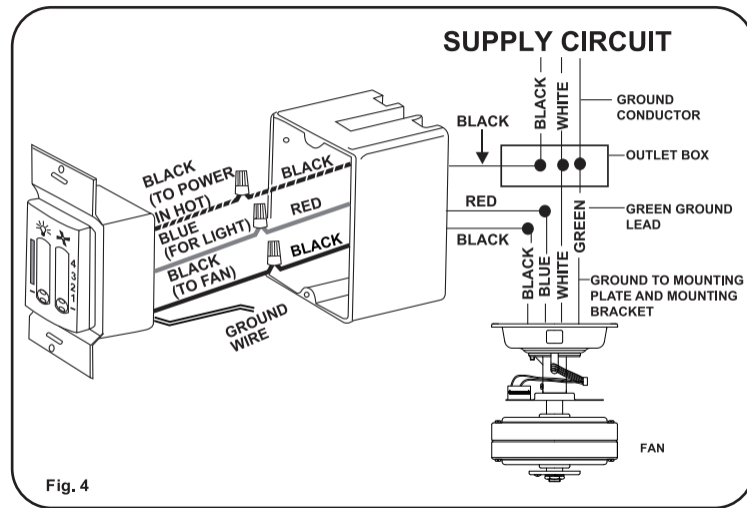 SUPPLY CIRCUIT
BLACK
WHITE
GROUND
CONDUCTOR
BLACK
OUTLET BOX
BLACK
(TO POWER
IN HOT)
BLACK
BLUE
(FOR LIGHT)
RED
BLACK
(TO FAN)
BLACK
GROUND
WIRE
4
3
2
1
RED
BLACK
GREEN
GREEN GROUND
LEAD
BLACK
BLUE
WHITE
GROUND TO MOUNTING
PLATE AND MOUNTING
BRACKET
FAN
Fig. 4